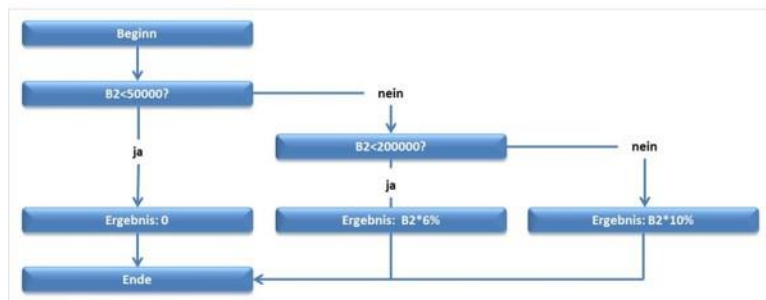 Beginn
B2<50000?
nein
B2<200000?
ja
nein
ja
Ergebnis: 0
Ergebnis: B2*6%
Ergebnis: B2*10%
Ende